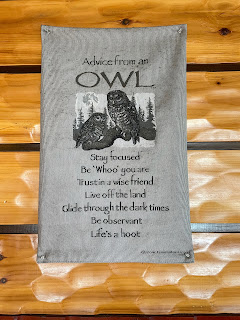 Advice from an
OWL
Stay focused
Be "Whoo" you are
Trust in a wise friend
Live off the land
Glide through the dark times
Be observant
Life's a hoot